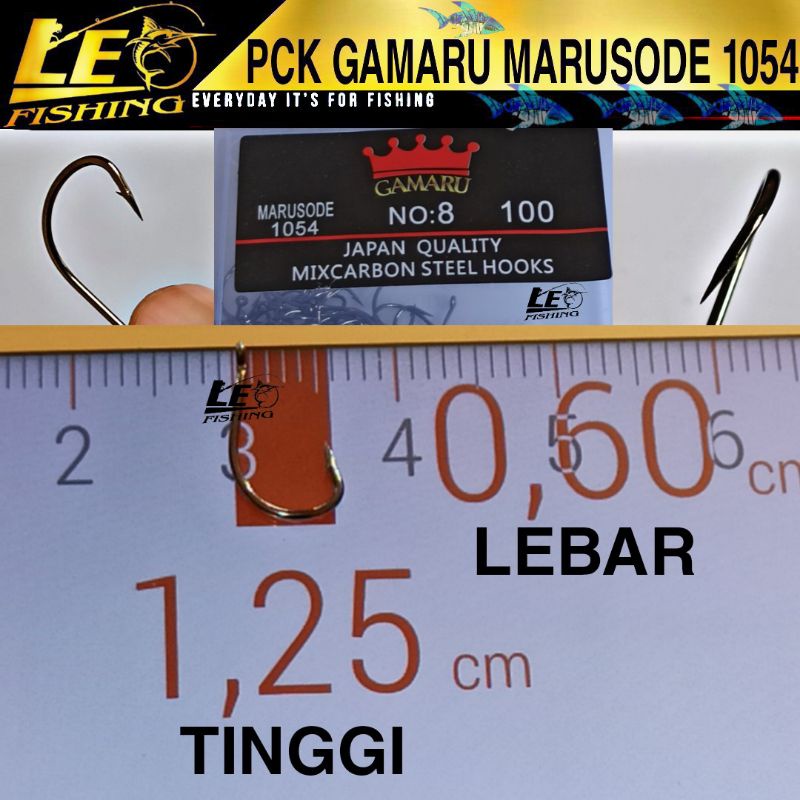 LEO
FISHING
EVERYDAY IT'S FOR FISHING
PCK GAMARU MARUSODE 1054
GAMARU
MARUSODE
1054
NO:8
100
JAPAN QUALITY
MIXCARBON STEEL HOOKS
LEO
FISHING
LEO
FISHING
2 3 4 5 6
0,60 cm
LEBAR
1,25 cm
TINGGI